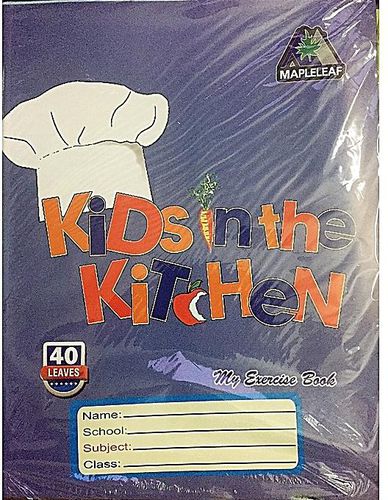 MAPLELEAF
KiDS in the
KiTCHeN
40
LEAVES
My Exercise Book
Name:
School:
Subject:
Class: